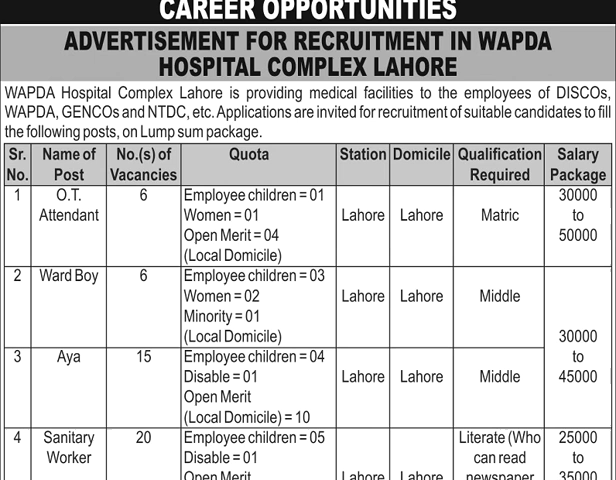 CAREER OPPORTUNITIES
ADVERTISEMENT FOR RECRUITMENT IN WAPDA
HOSPITAL COMPLEX LAHORE
WAPDA Hospital Complex Lahore is providing medical facilities to the employees of DISCOs,
WAPDA, GENCOs and NTDC, etc. Applications are invited for recruitment of suitable candidates to fill
the following posts, on Lump sum package.
Sr. No. Name of Post No.(s) of Vacancies Quota Station Domicile Qualification Required Salary Package
1 O.T. 6 Employee children = 01 30000
Attendant Women = 01 Lahore Lahore Matric to
Open Merit = 04 50000
(Local Domicile)
2 Ward Boy 6 Employee children = 03
Women = 02 Lahore Lahore Middle
Minority = 01
(Local Domicile) 30000
3 Aya 15 Employee children = 04 to
Disable = 01 Lahore Lahore Middle 45000
Open Merit
(Local Domicile) = 10
4 Sanitary 20 Employee children = 05 Literate (Who 25000
Worker Disable = 01 can read to
Open Merit Lahore Lahore newspaper 35000